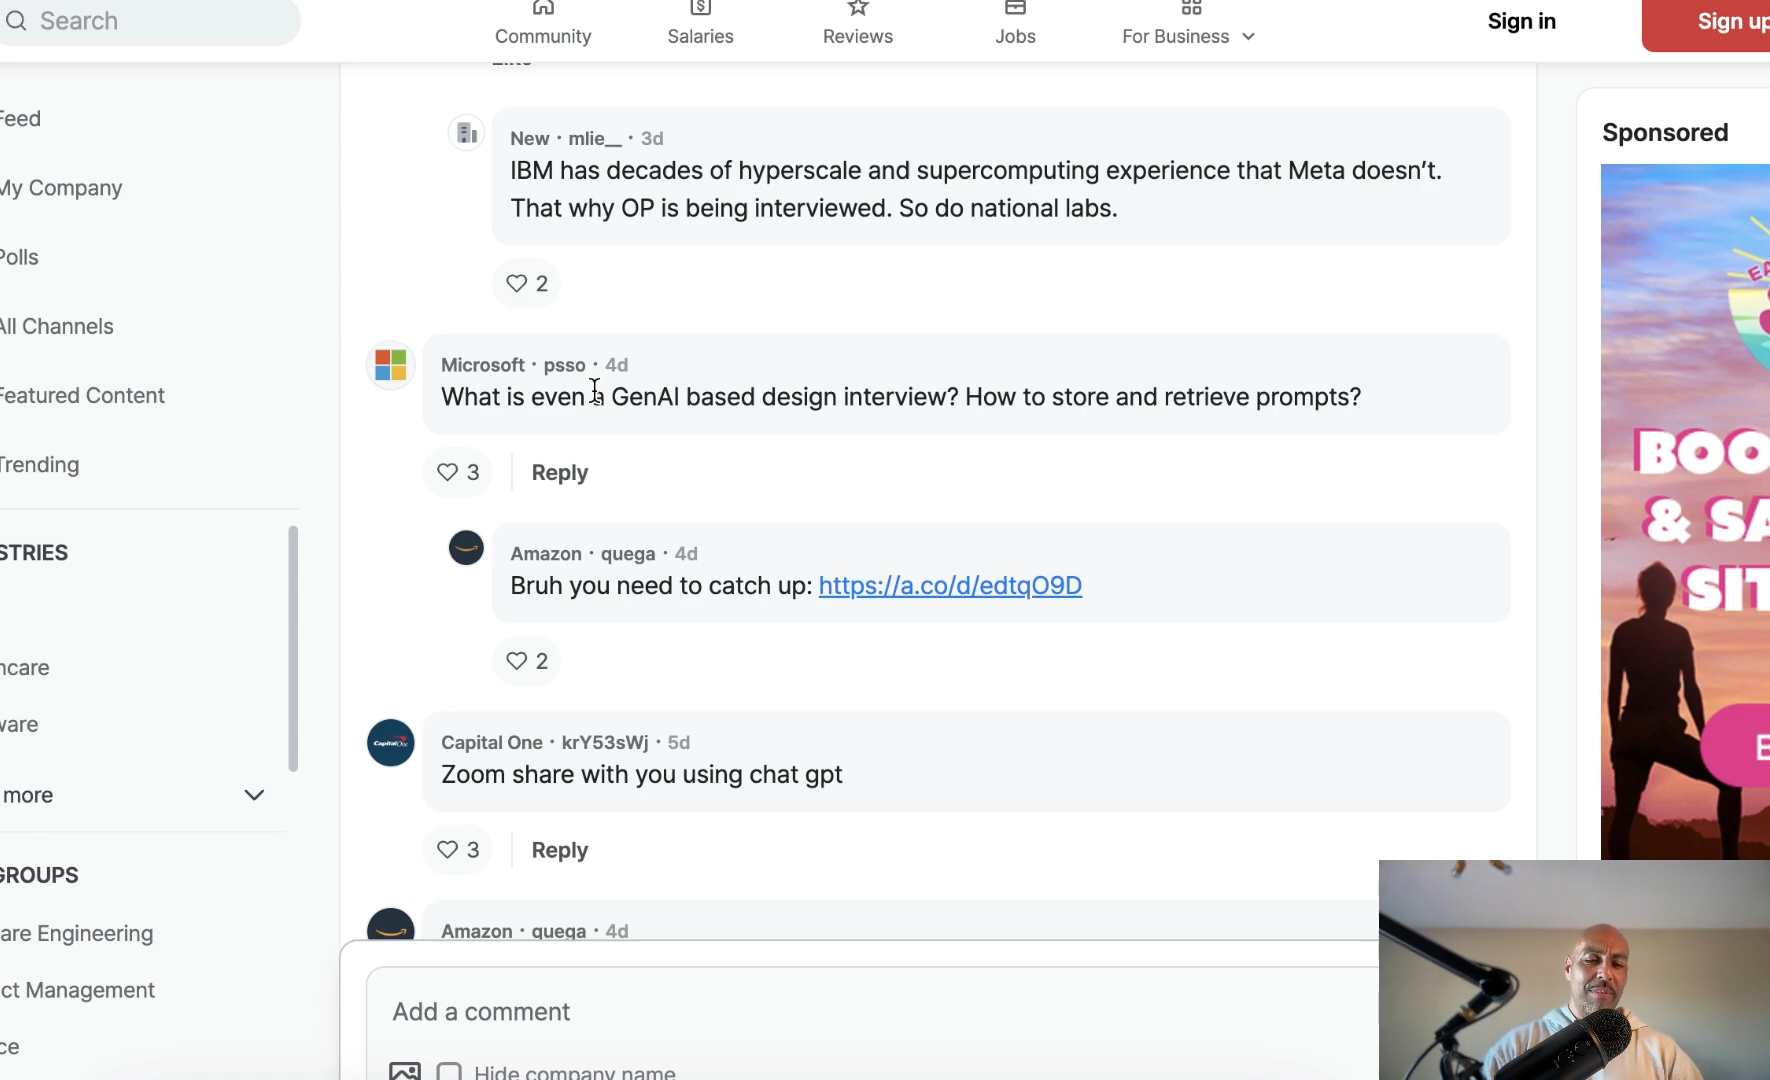 Search
Community
Salaries
Reviews
Jobs
For Business
Sign in
Sign up
Feed
My Company
Polls
All Channels
Featured Content
Trending
STRIES
ncare
vare
more
GROUPS
are Engineering
ct Management
ce
Like
New · mlie__ · 3d
IBM has decades of hyperscale and supercomputing experience that Meta doesn’t.
That why OP is being interviewed. So do national labs.
2
Microsoft · psso · 4d
What is even a GenAI based design interview? How to store and retrieve prompts?
3
Reply
Amazon · quega · 4d
Bruh you need to catch up: https://a.co/d/edtqO9D
2
Capital One
Capital One · krY53sWj · 5d
Zoom share with you using chat gpt
3
Reply
Amazon · quega · 4d
Add a comment
Hide company name
Sponsored
EA
BOO
& SA
SIT